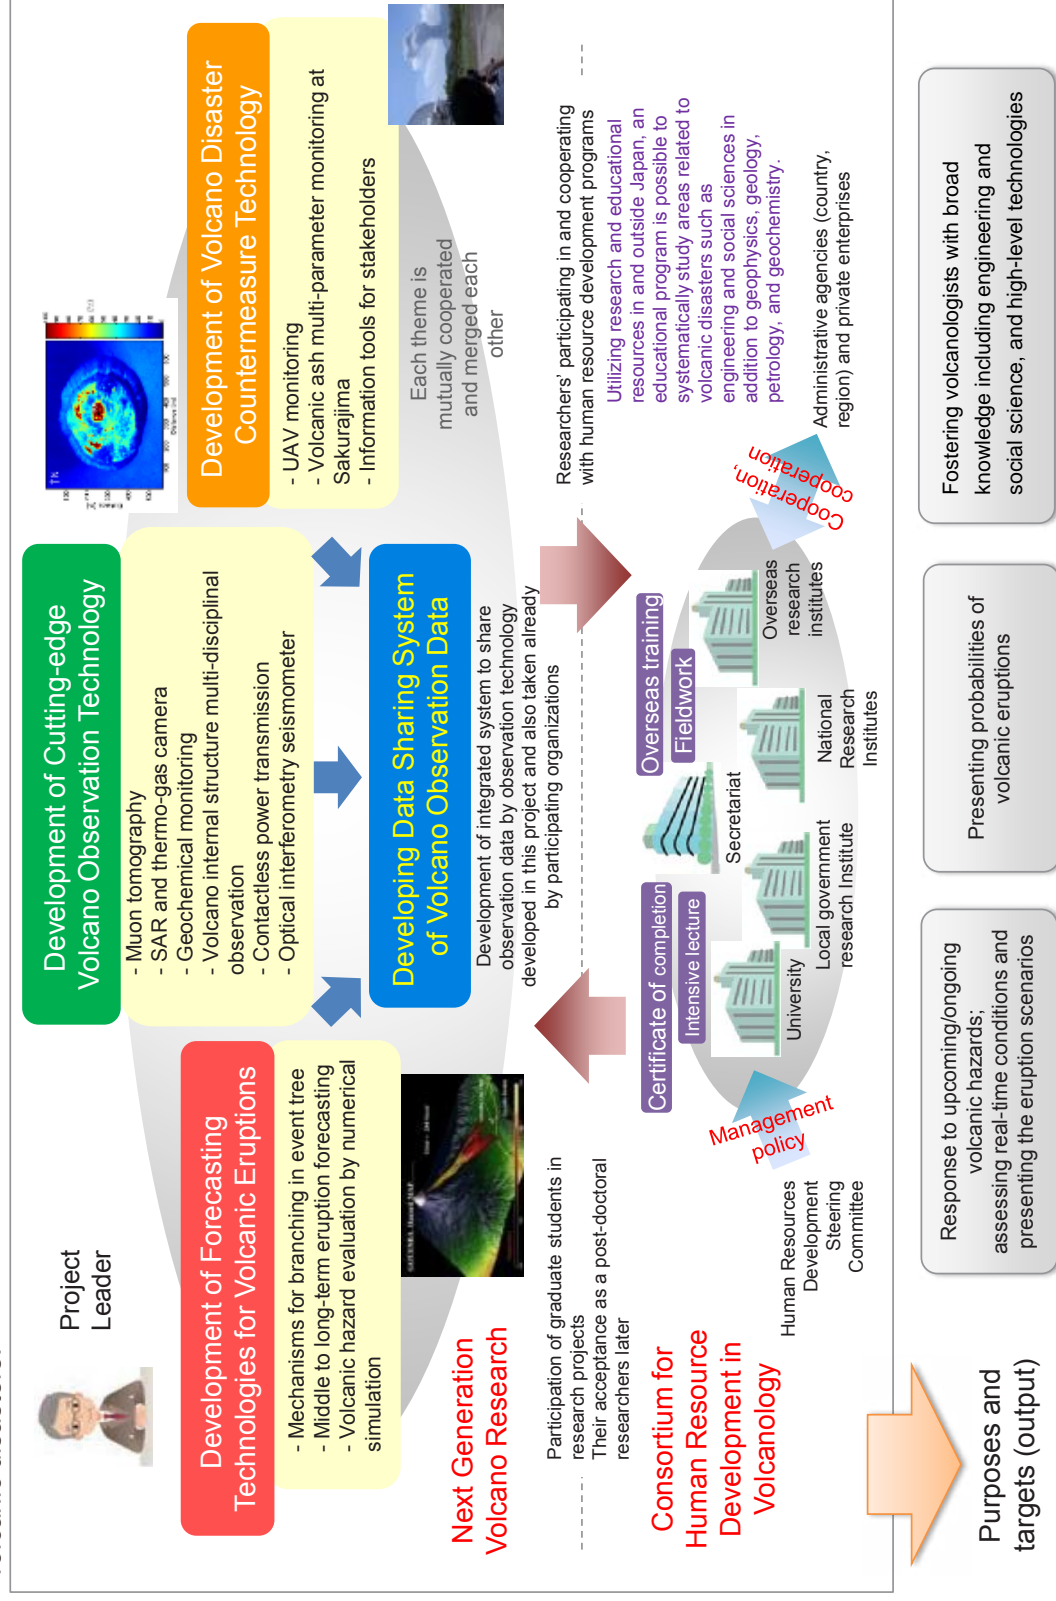 Project
Leader
Development of Cutting-edge
Volcano Observation Technology
- Muon tomography
- SAR and thermo-gas camera
- Geochemical monitoring
- Volcano internal structure multi-disciplinal
observation
- Contactless power transmission
- Optical interferometry seismometer
Development of Forecasting
Technologies for Volcanic Eruptions
- Mechanisms for branching in event tree
- Middle to long-term eruption forecasting
- Volcanic hazard evaluation by numerical
simulation
Development of Volcano Disaster
Countermeasure Technology
- UAV monitoring
- Volcanic ash multi-parameter monitoring at
Sakurajima
- Information tools for stakeholders
Developing Data Sharing System
of Volcano Observation Data
Development of integrated system to share
observation data by observation technology
developed in this project and also taken already
by participating organizations
Each theme is
mutually cooperated
and merged each
other
Next Generation
Volcano Research
Participation of graduate students in
research projects
Their acceptance as a post-doctoral
researchers later
Researchers' participating in and cooperating
with human resource development programs
Utilizing research and educational
resources in and outside Japan, an
educational program is possible to
systematically study areas related to
volcanic disasters such as
engineering and social sciences in
addition to geophysics, geology,
petrology, and geochemistry.
Consortium for
Human Resource
Development in
Volcanology
Certificate of completion
Intensive lecture
Overseas training
Fieldwork
Secretariat
University
Local government
research Institute
National
Research
Institutes
Overseas
research
institutes
Management
policy
Human Resources
Development
Steering
Committee
Cooperation,
cooperation
Administrative agencies (country,
region) and private enterprises
Purposes and
targets (output)
Response to upcoming/ongoing
volcanic hazards;
assessing real-time conditions and
presenting the eruption scenarios
Presenting probabilities of
volcanic eruptions
Fostering volcanologists with broad
knowledge including engineering and
social science, and high-level technologies